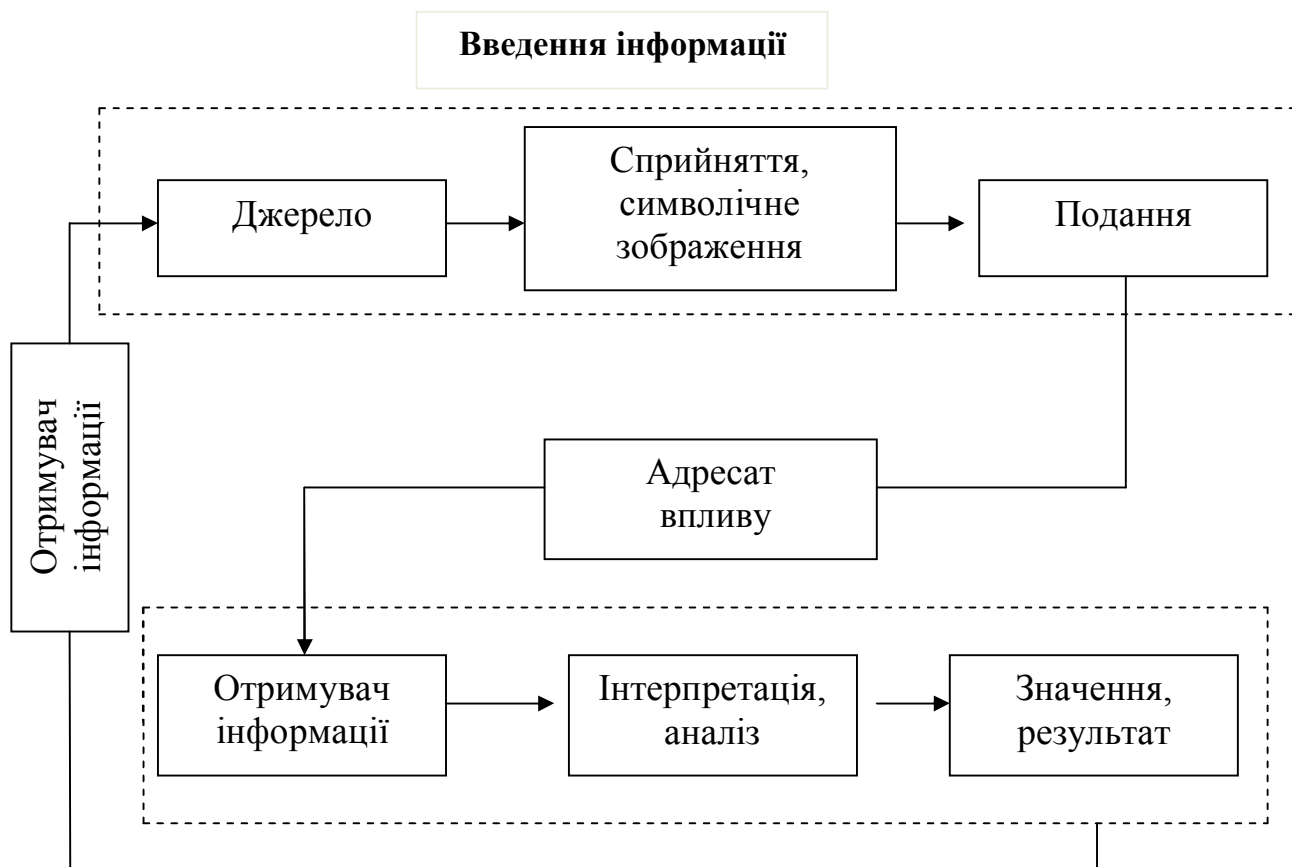 Введення інформації
Джерело
Сприйняття,
символічне
зображення
Подання
Отримувач
інформації
Адресат
впливу
Отримувач
інформації
Інтерпретація,
аналіз
Значення,
результат